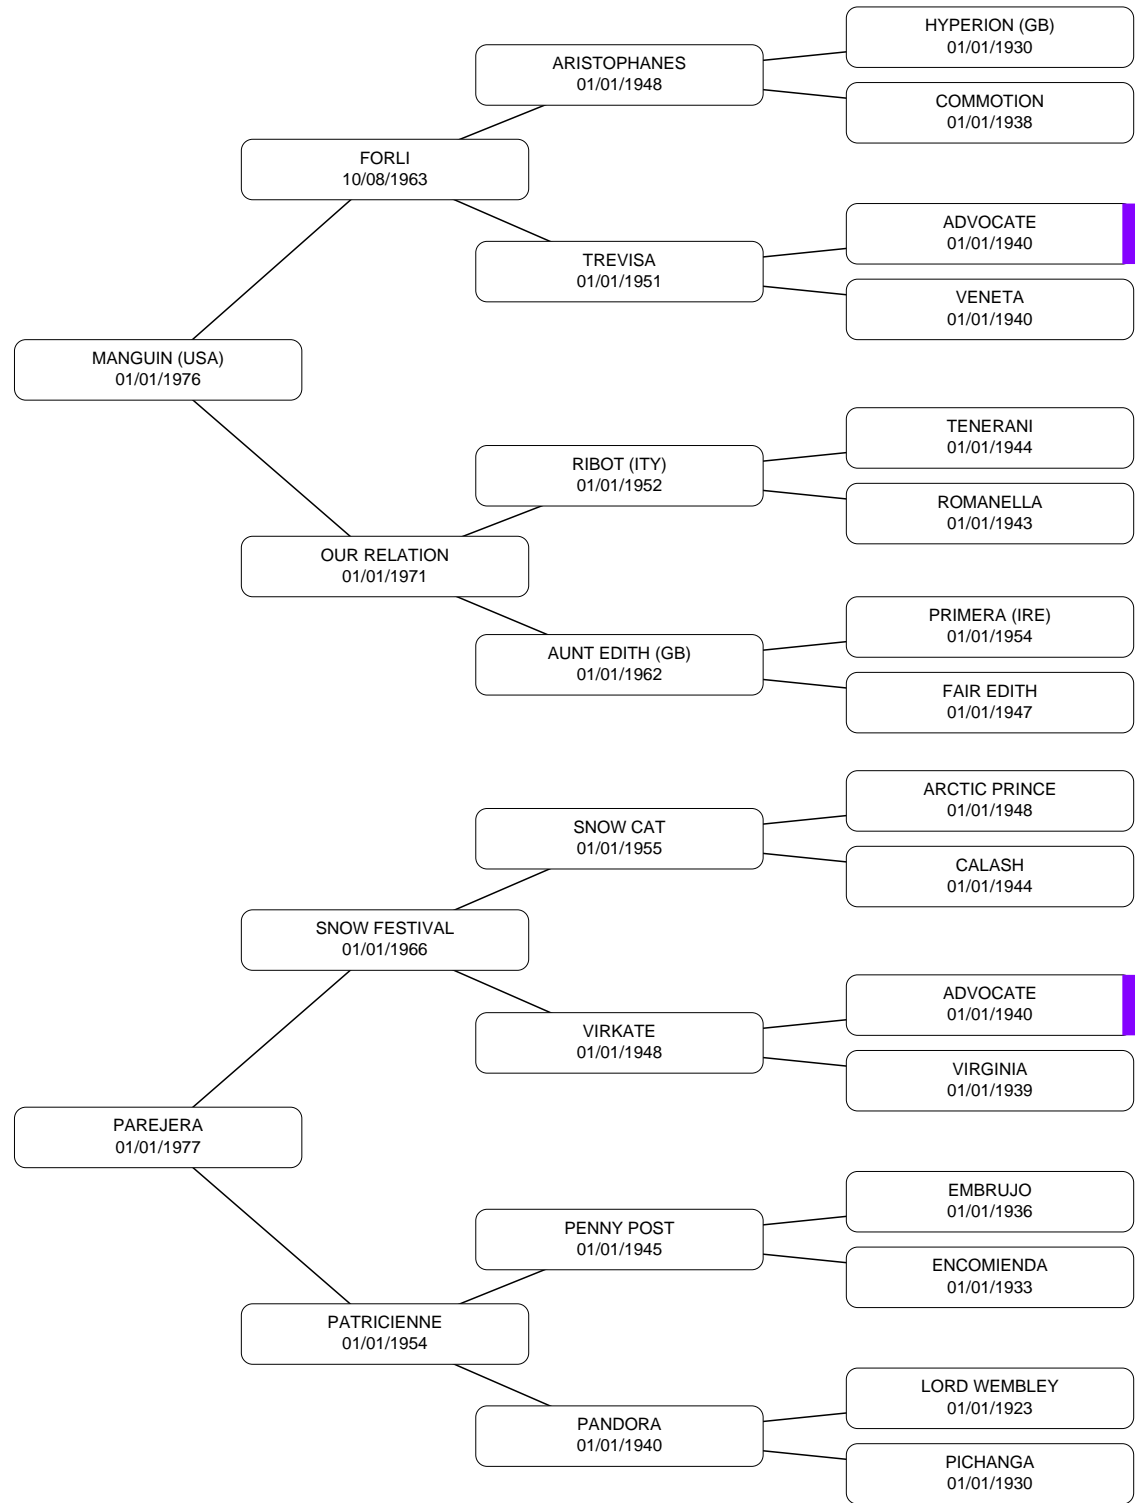 HYPERION (GB)
01/01/1930
ARISTOPHANES
01/01/1948
COMMOTION
01/01/1938
FORLI
10/08/1963
ADVOCATE
01/01/1940
TREVISA
01/01/1951
VENETA
01/01/1940
MANGUIN (USA)
01/01/1976
TENERANI
01/01/1944
RIBOT (ITY)
01/01/1952
ROMANELLA
01/01/1943
OUR RELATION
01/01/1971
PRIMERA (IRE)
01/01/1954
AUNT EDITH (GB)
01/01/1962
FAIR EDITH
01/01/1947
ARCTIC PRINCE
01/01/1948
SNOW CAT
01/01/1955
CALASH
01/01/1944
SNOW FESTIVAL
01/01/1966
ADVOCATE
01/01/1940
VIRKATE
01/01/1948
VIRGINIA
01/01/1939
PAREJERA
01/01/1977
EMBRUJO
01/01/1936
PENNY POST
01/01/1945
ENCOMIENDA
01/01/1933
PATRICIENNE
01/01/1954
LORD WEMBLEY
01/01/1923
PANDORA
01/01/1940
PICHANGA
01/01/1930